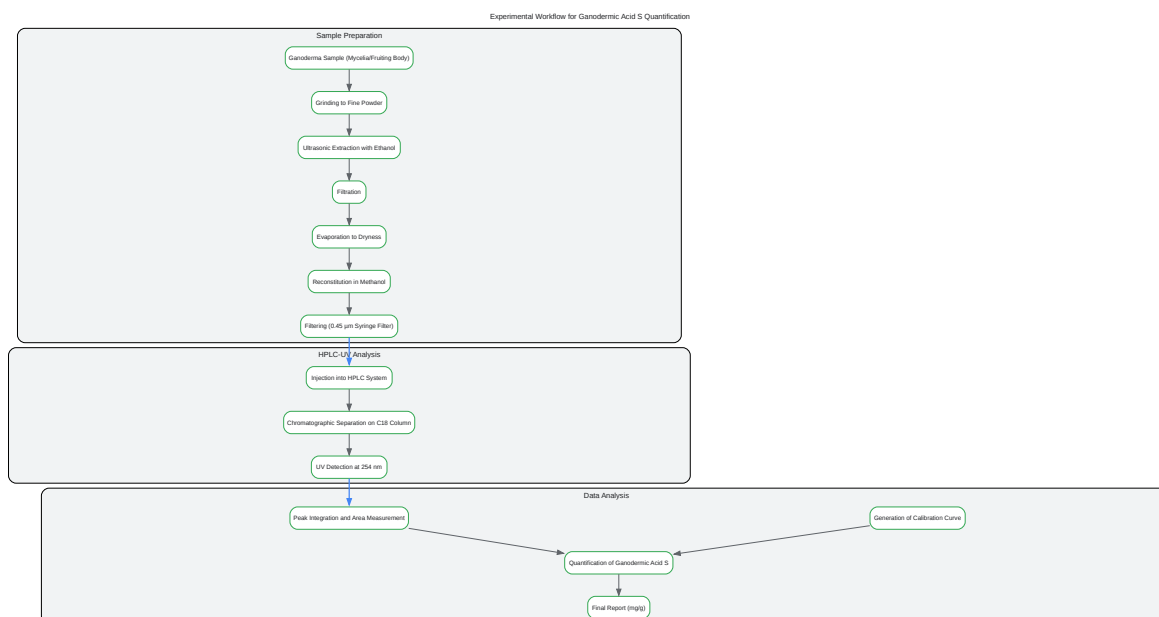 Experimental Workflow for Ganodermic Acid S Quantification
Sample Preparation
Ganoderma Sample (Mycelia/Fruiting Body)
Grinding to Fine Powder
Ultrasonic Extraction with Ethanol
Filtration
Evaporation to Dryness
Reconstitution in Methanol
Filtering (0.45 µm Syringe Filter)
HPLC-UV Analysis
Injection into HPLC System
Chromatographic Separation on C18 Column
UV Detection at 254 nm
Data Analysis
Peak Integration and Area Measurement
Generation of Calibration Curve
Quantification of Ganodermic Acid S
Final Report (mg/g)